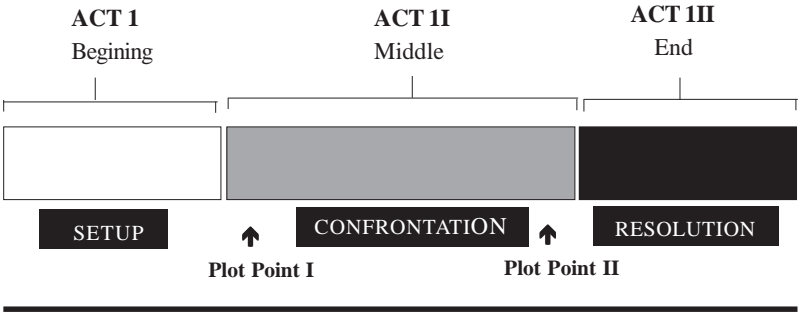 ACT 1 ACT 1I ACT 1II
Begining Middle End
SETUP CONFRONTATION RESOLUTION
Plot Point I Plot Point II